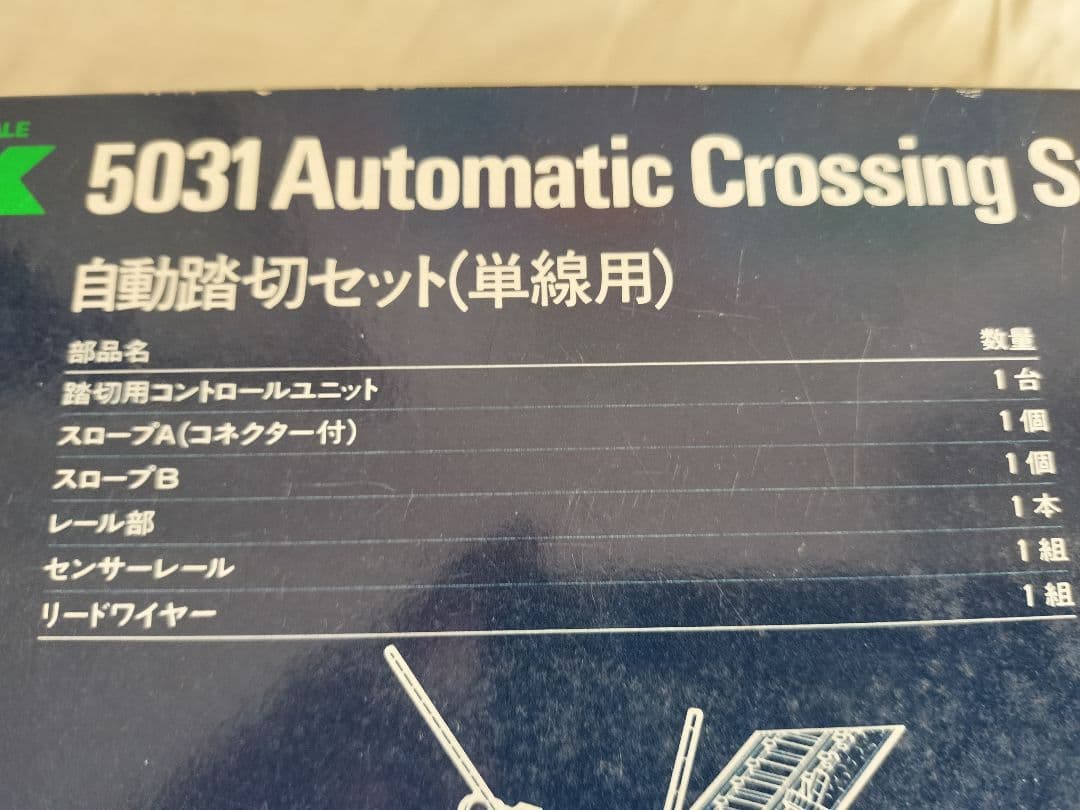 5031 Automatic Crossing S
自動踏切セット(単線用)
部品名 数量
踏切用コントロールユニット 1台
スロープA(コネクター付) 1個
スロープB 1個
レール部 1本
センサーレール 1組
リードワイヤー 1組